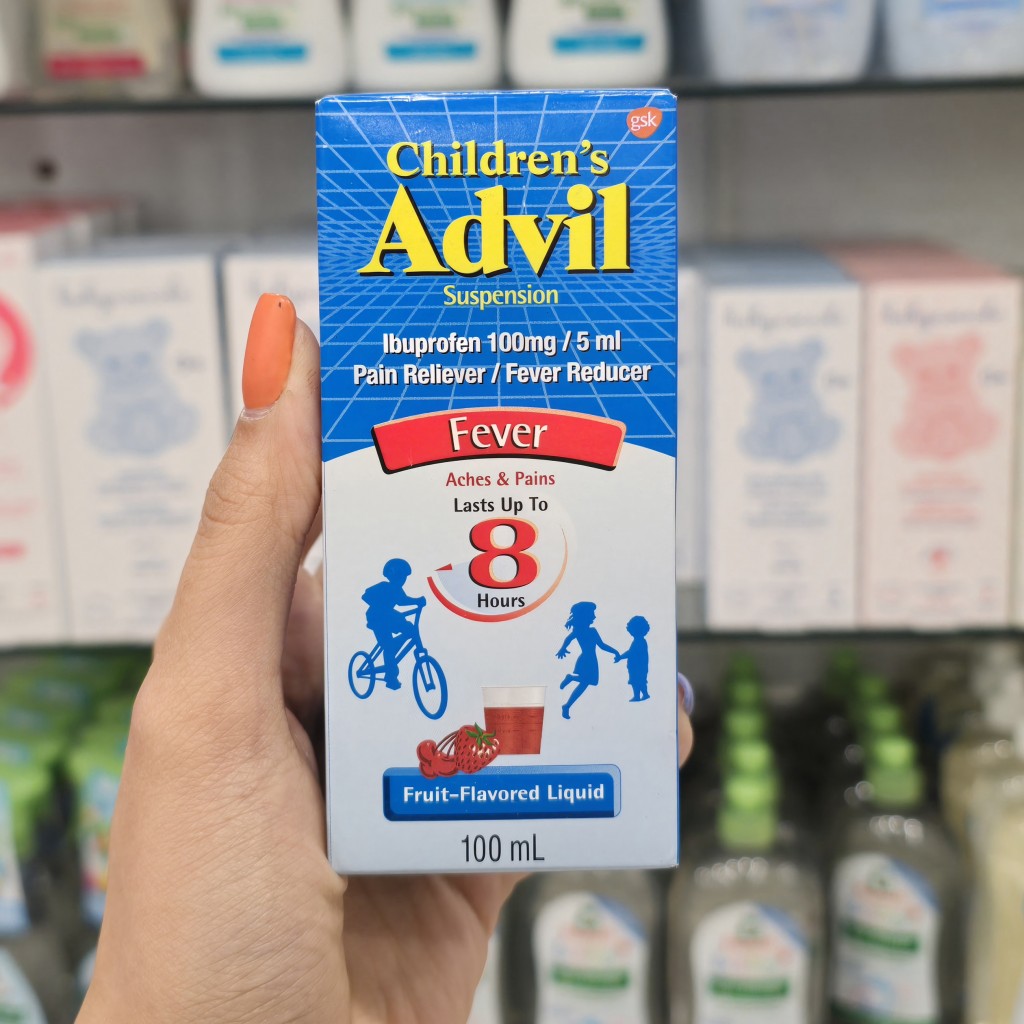 gsk
Children's
Advil
Suspension
Ibuprofen 100mg / 5 ml
Pain Reliever / Fever Reducer
Fever
Aches & Pains
Lasts Up To
8
Hours
Fruit-Flavored Liquid
100 mL